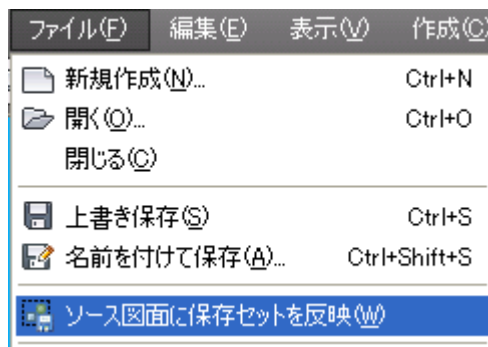 ファイル(F) 編集(E) 表示(V) 作成(C)
新規作成(N)... Ctrl+N
開く(O)... Ctrl+O
閉じる(C)
上書き保存(S) Ctrl+S
名前を付けて保存(A)... Ctrl+Shift+S
ソース図面に保存セットを反映(W)